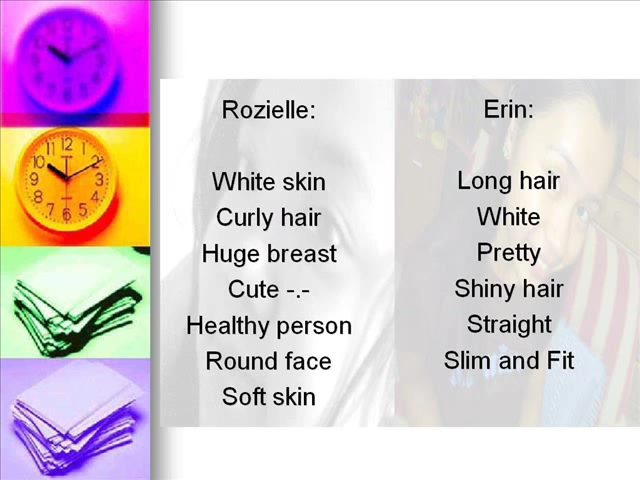 Rozielle:
White skin
Curly hair
Huge breast
Cute -.-
Healthy person
Round face
Soft skin
Erin:
Long hair
White
Pretty
Shiny hair
Straight
Slim and Fit